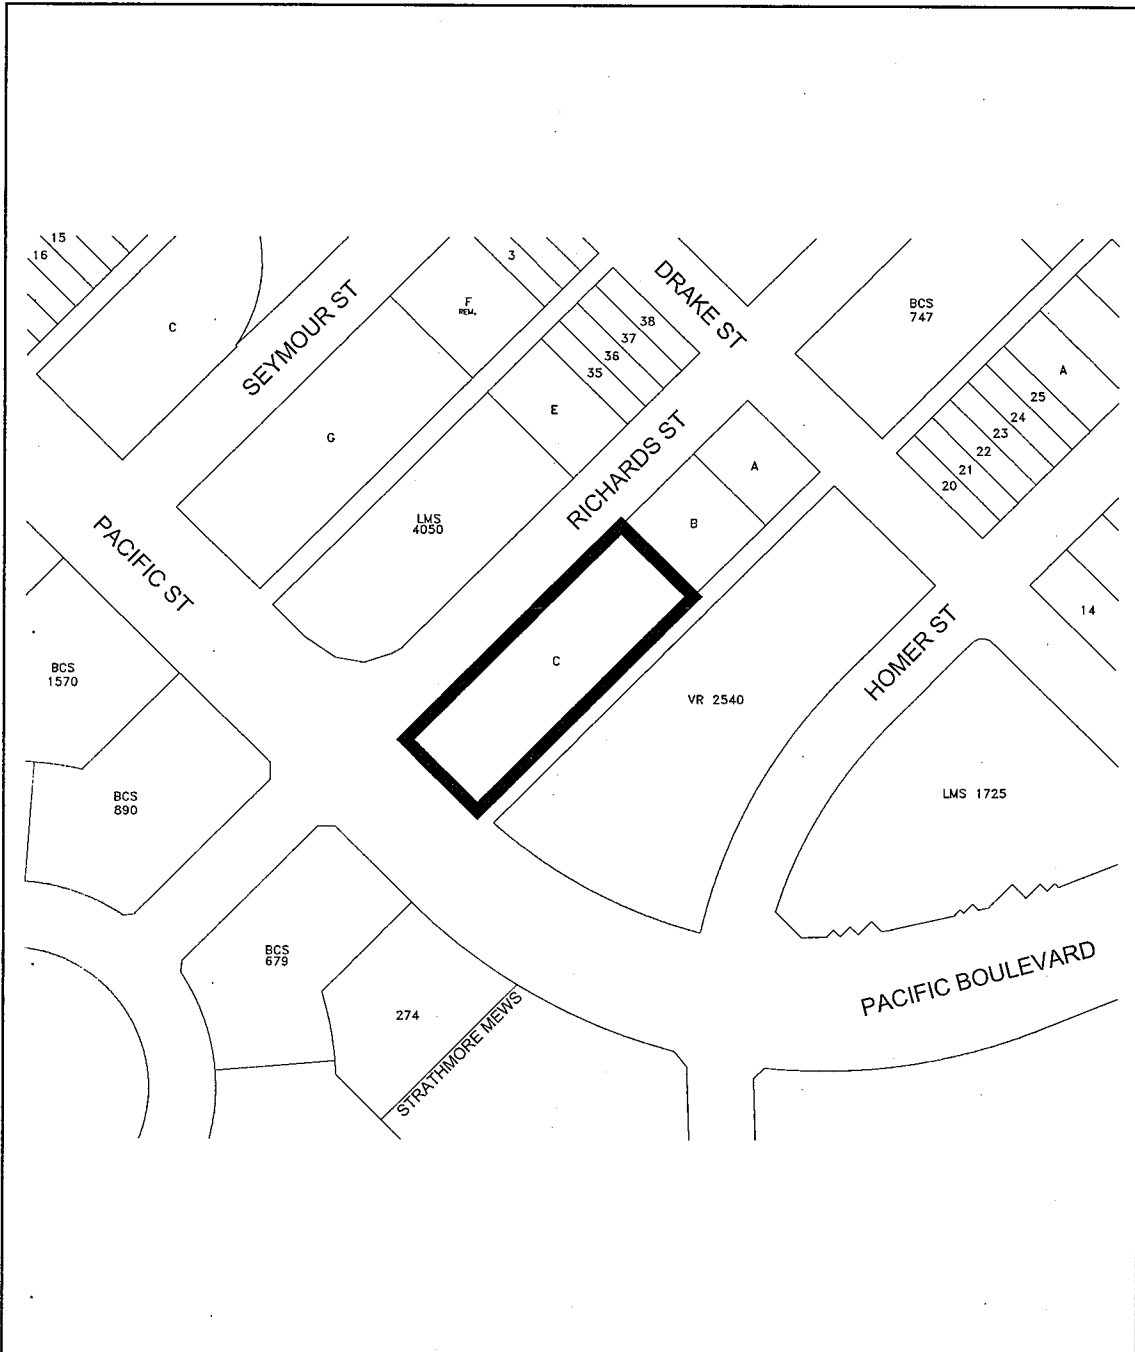 15
16
C
SEYMOUR ST
3
F
REM.
G
DRAKE ST
38
37
36
35
E
BCS
747
A
25
24
23
22
21
20
RICHARDS ST
A
B
LMS
4050
PACIFIC ST
C
HOMER ST
14
BCS
1570
VR 2540
BCS
890
LMS 1725
BCS
679
274
STRATHMORE MEWS
PACIFIC BOULEVARD